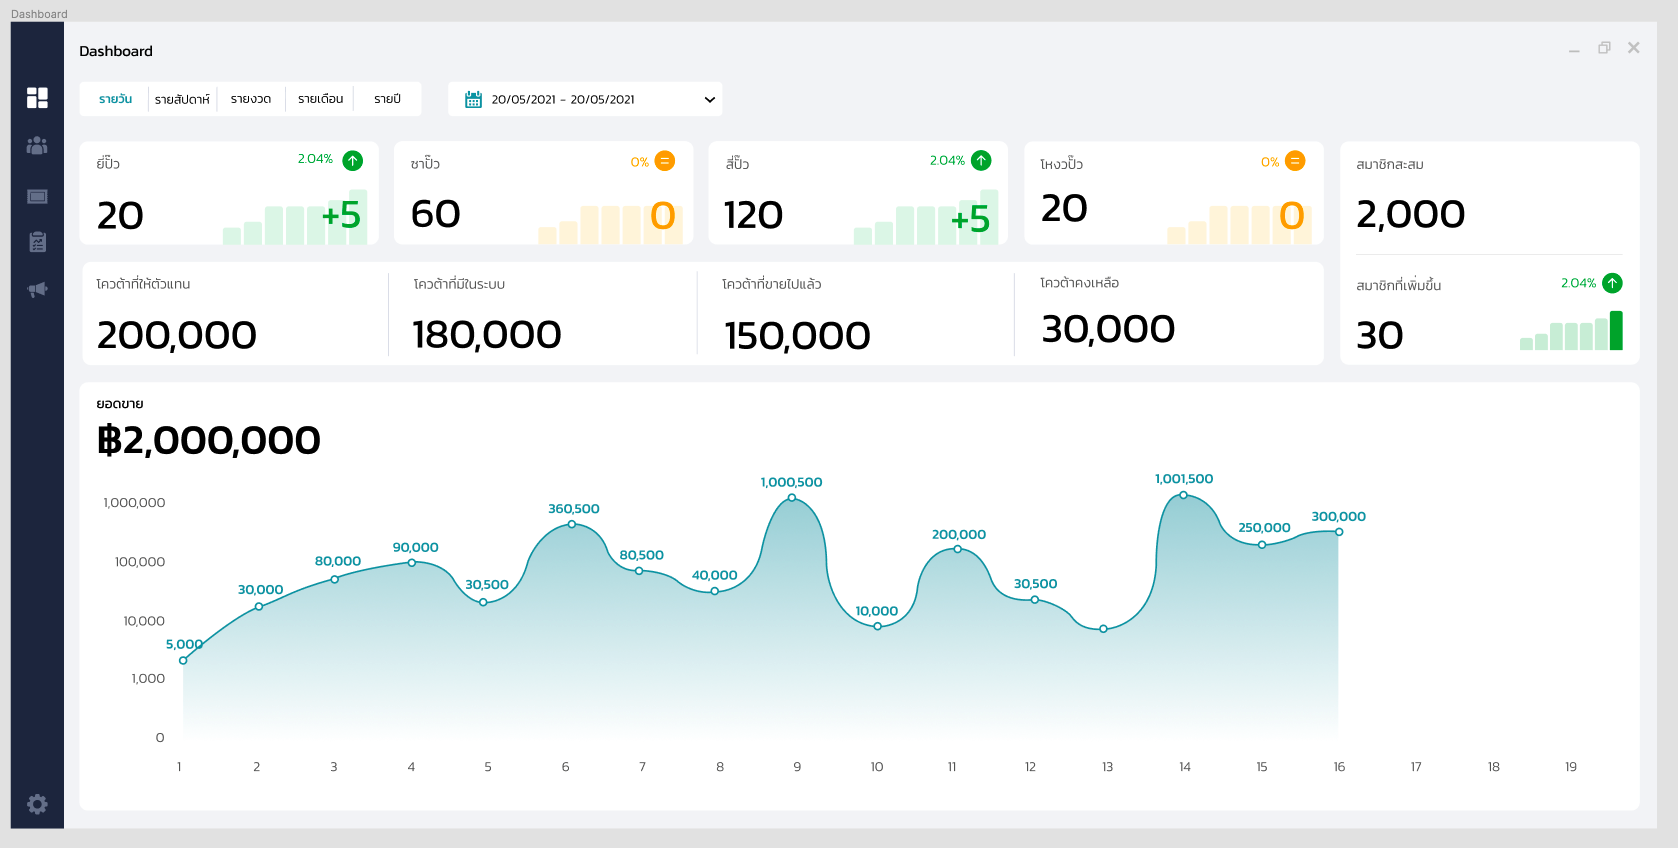 Dashboard
Dashboard
รายวัน รายสัปดาห์ รายงวด รายเดือน รายปี
20/05/2021 - 20/05/2021
ยี่ปั๊ว 2.04%
20 +5
ซาปั๊ว 0%
60 0
สี่ปั๊ว 2.04%
120 +5
โหงวปั๊ว 0%
20 0
สมาชิกสะสม
2,000
โควต้าที่ให้ตัวแทน
200,000
โควต้าที่มีในระบบ
180,000
โควต้าที่ขายไปแล้ว
150,000
โควต้าคงเหลือ
30,000
สมาชิกที่เพิ่มขึ้น 2.04%
30
ยอดขาย
฿2,000,000
1,000,000
100,000
10,000
1,000
0
5,000
30,000
80,000
90,000
30,500
360,500
80,500
40,000
1,000,500
10,000
200,000
30,500
1,001,500
250,000
300,000
1 2 3 4 5 6 7 8 9 10 11 12 13 14 15 16 17 18 19